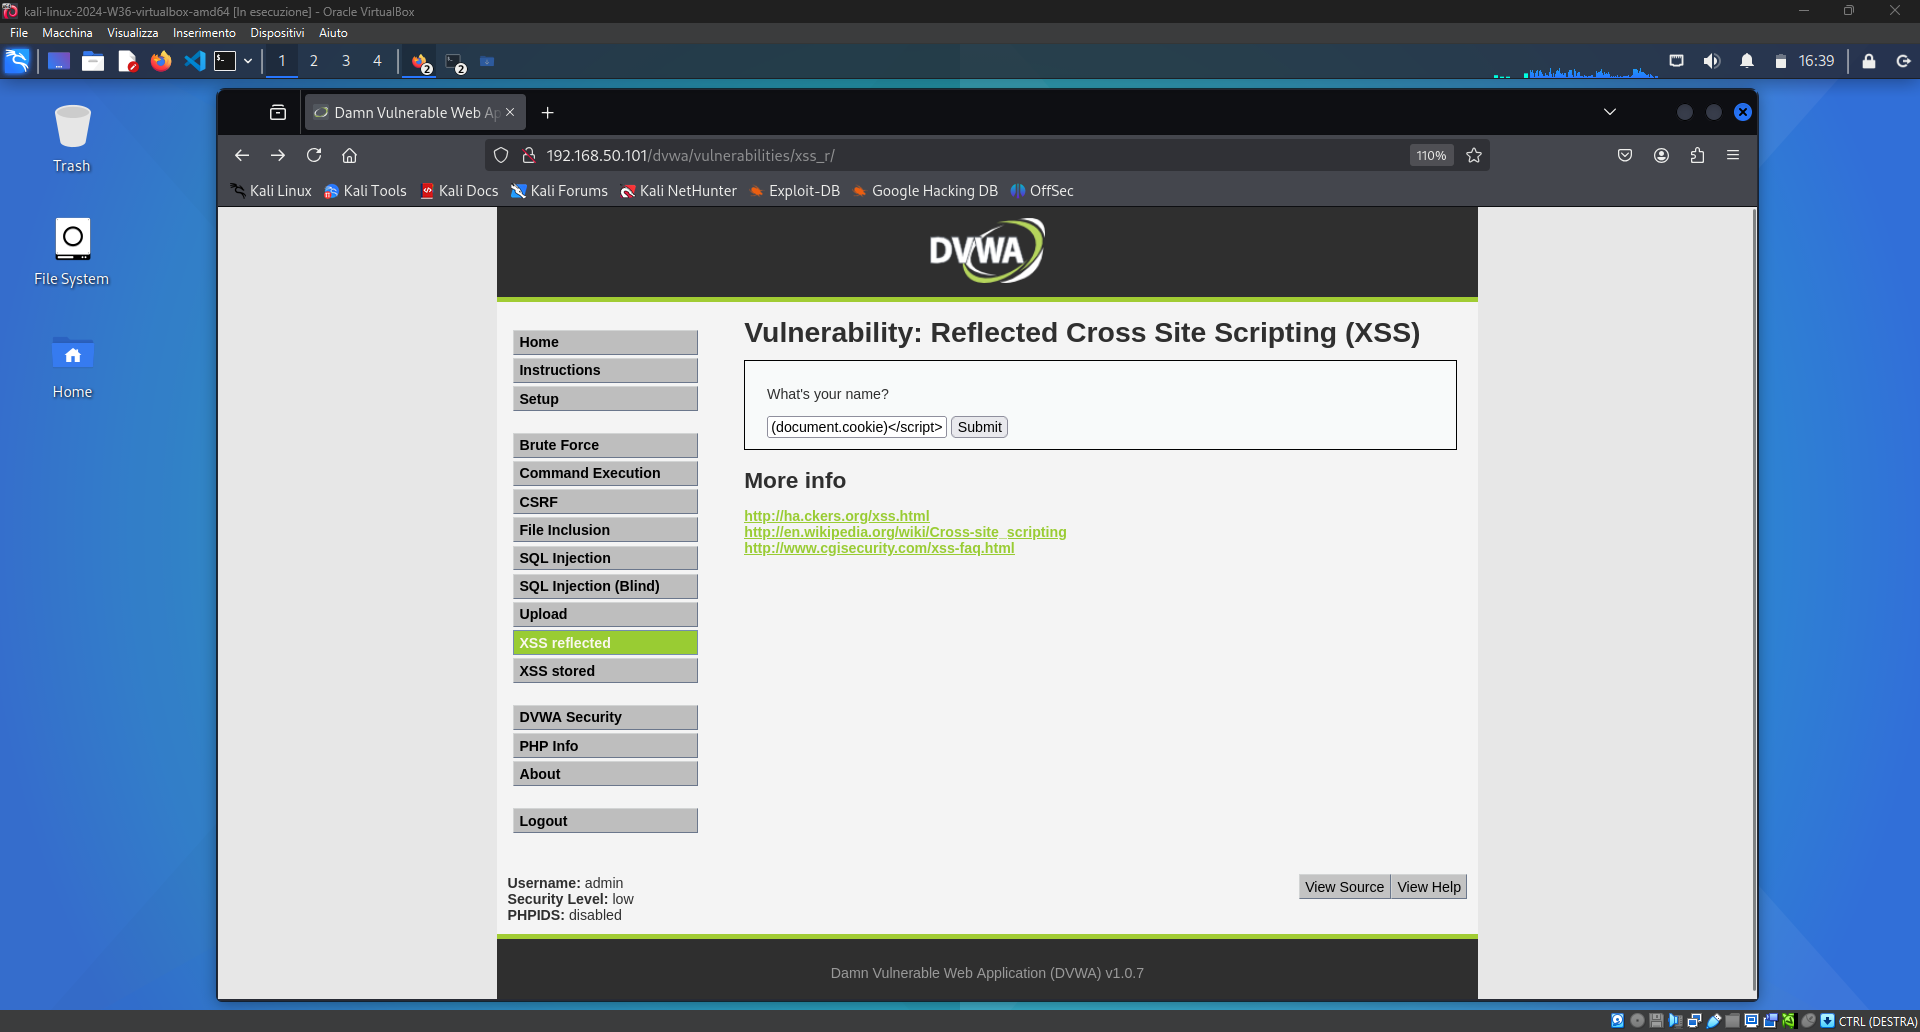 kali-linux-2024-W36-virtualbox-amd64 [In esecuzione] - Oracle VirtualBox
File Macchina Visualizza Inserimento Dispositivi Aiuto
1 2 3 4 2 2 16:39
Damn Vulnerable Web Ap
192.168.50.101/dvwa/vulnerabilities/xss_r/ 110%
Kali Linux Kali Tools Kali Docs Kali Forums Kali NetHunter Exploit-DB Google Hacking DB OffSec
Trash
File System
Home
DVWA
Home
Instructions
Setup
Brute Force
Command Execution
CSRF
File Inclusion
SQL Injection
SQL Injection (Blind)
Upload
XSS reflected
XSS stored
DVWA Security
PHP Info
About
Logout
Vulnerability: Reflected Cross Site Scripting (XSS)
What's your name?
(document.cookie)</script> Submit
More info
http://ha.ckers.org/xss.html
http://en.wikipedia.org/wiki/Cross-site_scripting
http://www.cgisecurity.com/xss-faq.html
Username: admin
Security Level: low
PHPIDS: disabled
View Source View Help
Damn Vulnerable Web Application (DVWA) v1.0.7
CTRL (DESTRA)